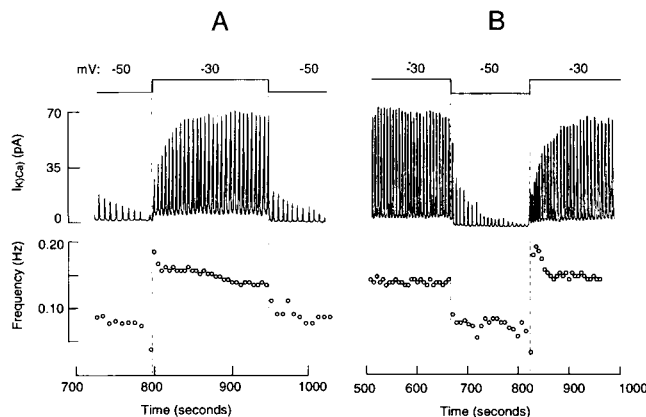 A
B
mV: -50 -30 -50
-30 -50 -30
I K(Ca) (pA)
70
35
0
Frequency (Hz)
0.20
0.10
700 800 900 1000
500 600 700 800 900 1000
Time (seconds)
Time (seconds)